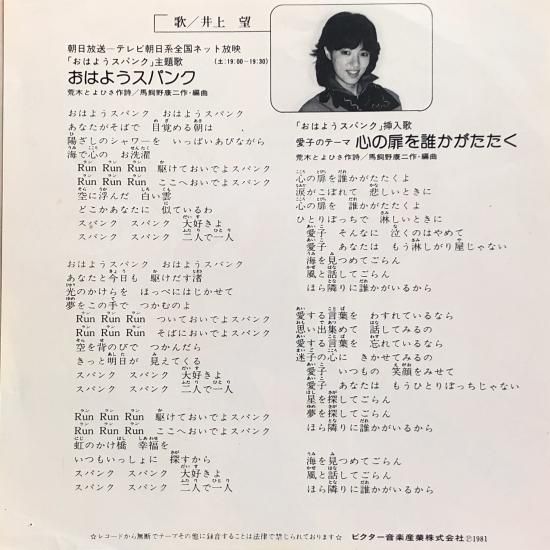 歌／井上 望
朝日放送―テレビ朝日系全国ネット放映
「おはようスパンク」主題歌 (土:19:00〜19:30)
おはようスパンク
荒木とよひさ作詩／馬飼野康二作・編曲
おはようスパンク おはようスパンク
あなたがそばで 目覚める朝は
陽ざしのシャワーを いっぱいあびながら
海で心の お洗濯
Run Run Run 駆けておいでよスパンク
Run Run Run ここへおいでよスパンク
空に浮んだ 白い雲
どこかあなたに 似ているわ
スパンク スパンク 大好きよ
スパンク スパンク 二人で一人
おはようスパンク おはようスパンク
あなたと今日も 駆けだす渚
光のかけらを ほっぺにはじかせて
夢をこの手で つかむのよ
Run Run Run ついておいでよスパンク
Run Run Run そばにおいでよスパンク
空を背のびで つかんだら
きっと明日が 見えてくる
スパンク スパンク 大好きよ
スパンク スパンク 二人で一人
Run Run Run 駆けておいでよスパンク
Run Run Run ここへおいでよスパンク
虹のかけ橋 幸福を
いつもいっしょに 探すから
スパンク スパンク 大好きよ
スパンク スパンク 二人で一人
「おはようスパンク」挿入歌
愛子のテーマ 心の扉を誰かがたたく
荒木とよひさ作詩／馬飼野康二作・編曲
心の扉を誰かがたたくよ
涙がこぼれて 悲しいときに
心の扉を 誰かがたたくよ
ひとりぼっちで 淋しいときに
愛子 そんなに 泣くのはやめて
愛子 あなたは もう淋しがり屋じゃない
海を見つめてごらん
風と話してごらん
ほら隣りに誰かがいるから
愛する言葉を わすれているなら
思い出集めて 話してみるの
愛する言葉を 忘れているなら
迷子の心に きかせてみるの
愛子 いつもの 笑顔をみせて
愛子 あなたは もうひとりぼっちじゃない
星を探してごらん
夢を探してごらん
ほら隣りに誰かがいるから
海を見つめてごらん
風と話してごらん
ほら隣りに誰かがいるから
☆レコードから無断でテープその他に録音することは法律で禁じられております☆
ビクター音楽産業株式会社 Ⓟ1981